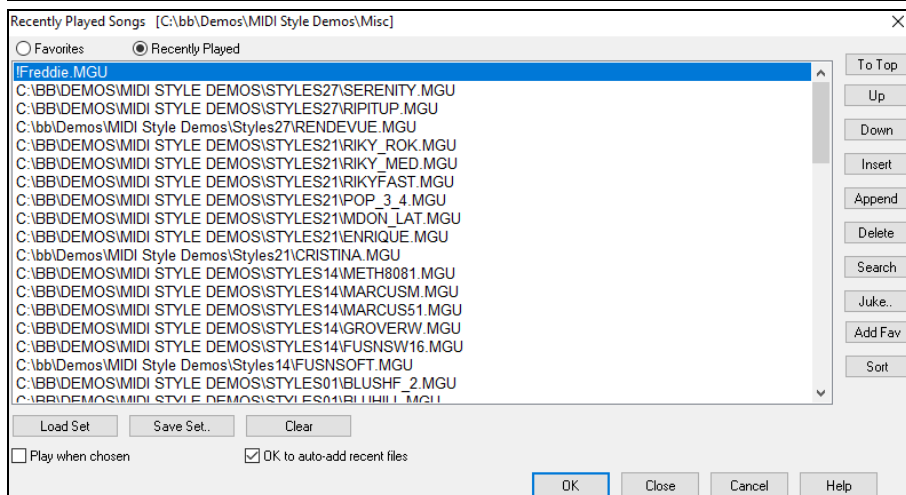 Recently Played Songs [C:\bb\Demos\MIDI Style Demos\Misc]
Favorites
Recently Played
!Freddie.MGU
C:\BB\DEMOS\MIDI STYLE DEMOS\STYLES27\SERENITY.MGU
C:\BB\DEMOS\MIDI STYLE DEMOS\STYLES27\RIPITUP.MGU
C:\bb\Demos\MIDI Style Demos\Styles27\RENDEVUE.MGU
C:\BB\DEMOS\MIDI STYLE DEMOS\STYLES21\RIKY_ROK.MGU
C:\BB\DEMOS\MIDI STYLE DEMOS\STYLES21\RIKY_MED.MGU
C:\BB\DEMOS\MIDI STYLE DEMOS\STYLES21\RIKYFAST.MGU
C:\BB\DEMOS\MIDI STYLE DEMOS\STYLES21\POP_3_4.MGU
C:\BB\DEMOS\MIDI STYLE DEMOS\STYLES21\MDON_LAT.MGU
C:\BB\DEMOS\MIDI STYLE DEMOS\STYLES21\ENRIQUE.MGU
C:\bb\Demos\MIDI Style Demos\Styles21\CRISTINA.MGU
C:\BB\DEMOS\MIDI STYLE DEMOS\STYLES14\METH8081.MGU
C:\BB\DEMOS\MIDI STYLE DEMOS\STYLES14\MARCUSM.MGU
C:\BB\DEMOS\MIDI STYLE DEMOS\STYLES14\MARCUS51.MGU
C:\BB\DEMOS\MIDI STYLE DEMOS\STYLES14\GROVERW.MGU
C:\BB\DEMOS\MIDI STYLE DEMOS\STYLES14\FUSNSW16.MGU
C:\bb\Demos\MIDI Style Demos\Styles14\FUSNSOFT.MGU
C:\BB\DEMOS\MIDI STYLE DEMOS\STYLES01\BLUSHF_2.MGU
C:\BB\DEMOS\MIDI STYLE DEMOS\STYLES01\BLUHILL.MGU
To Top
Up
Down
Insert
Append
Delete
Search
Juke..
Add Fav
Sort
Load Set
Save Set..
Clear
Play when chosen
OK to auto-add recent files
OK
Close
Cancel
Help